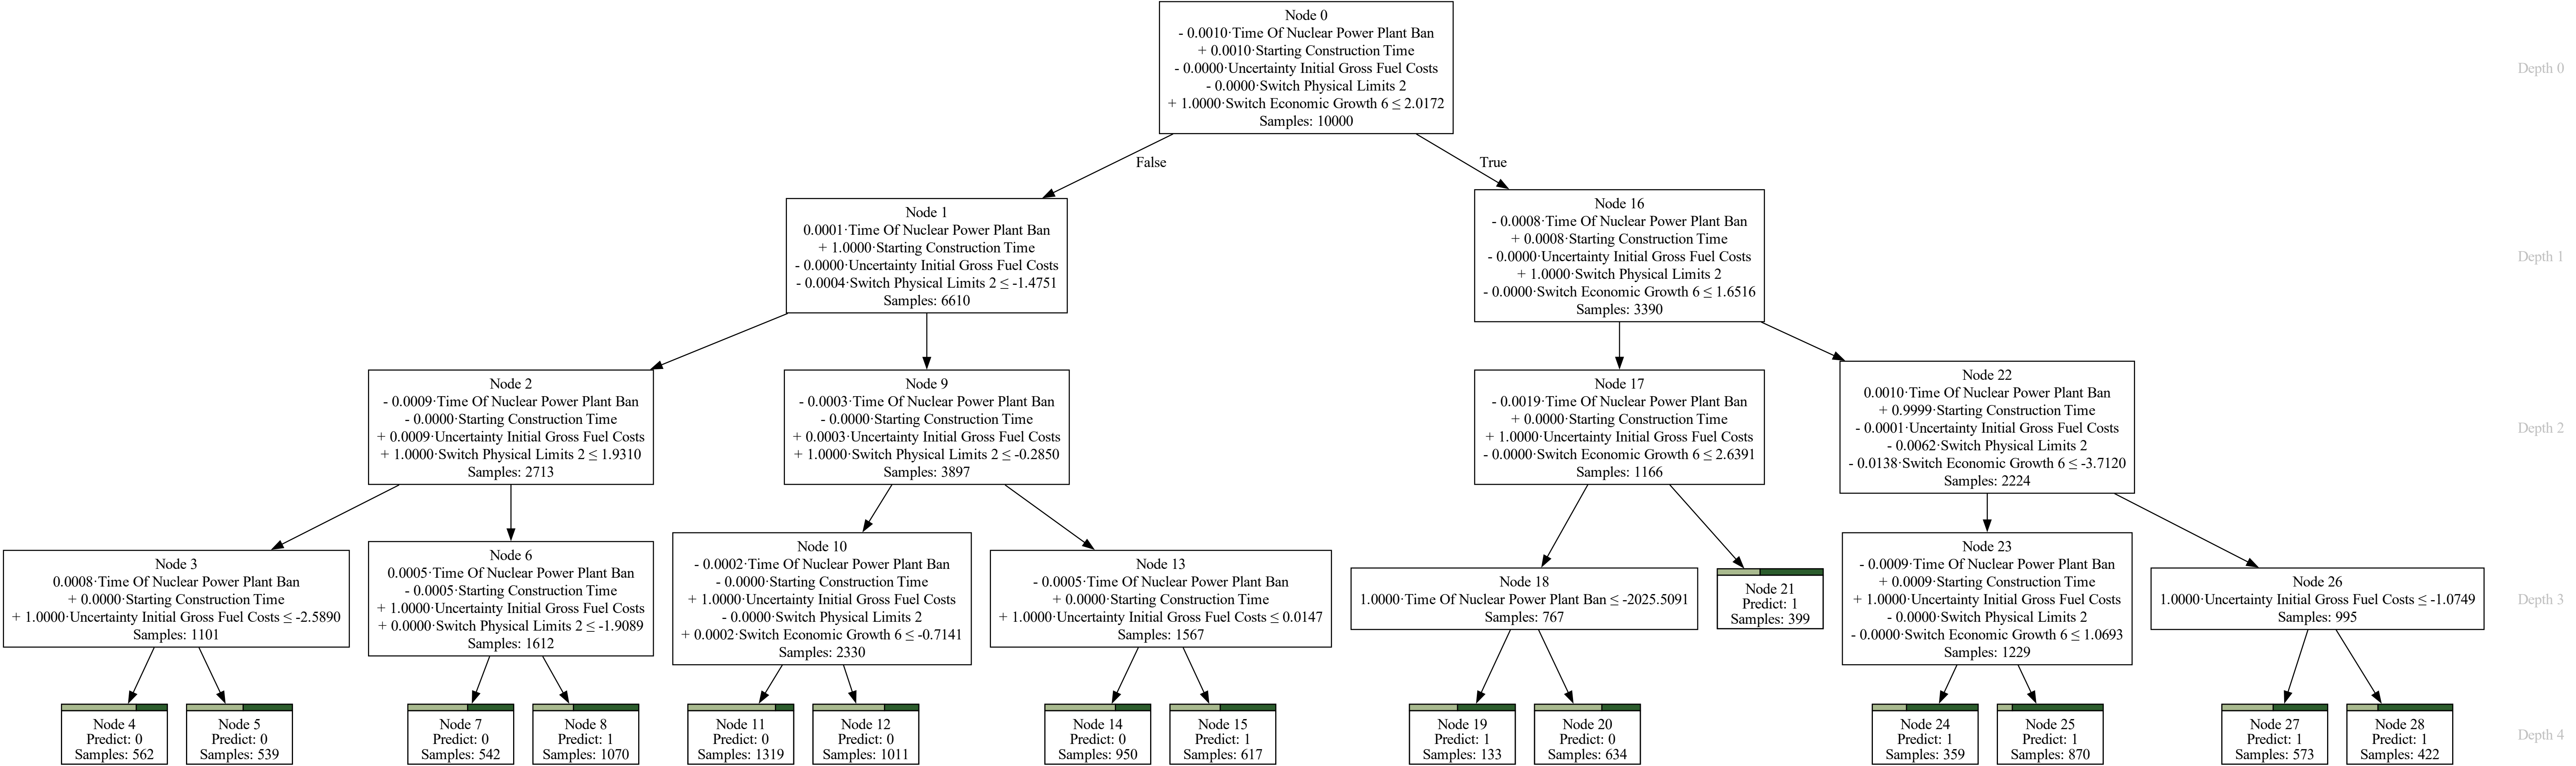 Node 0
- 0.0010·Time Of Nuclear Power Plant Ban
+ 0.0010·Starting Construction Time
- 0.0000·Uncertainty Initial Gross Fuel Costs
- 0.0000·Switch Physical Limits 2
+ 1.0000·Switch Economic Growth 6 ≤ 2.0172
Samples: 10000
Depth 0
False
True
Node 1
0.0001·Time Of Nuclear Power Plant Ban
+ 1.0000·Starting Construction Time
- 0.0000·Uncertainty Initial Gross Fuel Costs
- 0.0004·Switch Physical Limits 2 ≤ -1.4751
Samples: 6610
Node 16
- 0.0008·Time Of Nuclear Power Plant Ban
+ 0.0008·Starting Construction Time
- 0.0000·Uncertainty Initial Gross Fuel Costs
+ 1.0000·Switch Physical Limits 2
- 0.0000·Switch Economic Growth 6 ≤ 1.6516
Samples: 3390
Depth 1
Node 2
- 0.0009·Time Of Nuclear Power Plant Ban
- 0.0000·Starting Construction Time
+ 0.0009·Uncertainty Initial Gross Fuel Costs
+ 1.0000·Switch Physical Limits 2 ≤ 1.9310
Samples: 2713
Node 9
- 0.0003·Time Of Nuclear Power Plant Ban
- 0.0000·Starting Construction Time
+ 0.0003·Uncertainty Initial Gross Fuel Costs
+ 1.0000·Switch Physical Limits 2 ≤ -0.2850
Samples: 3897
Node 17
- 0.0019·Time Of Nuclear Power Plant Ban
+ 0.0000·Starting Construction Time
+ 1.0000·Uncertainty Initial Gross Fuel Costs
- 0.0000·Switch Economic Growth 6 ≤ 2.6391
Samples: 1166
Node 22
0.0010·Time Of Nuclear Power Plant Ban
+ 0.9999·Starting Construction Time
- 0.0001·Uncertainty Initial Gross Fuel Costs
- 0.0062·Switch Physical Limits 2
- 0.0138·Switch Economic Growth 6 ≤ -3.7120
Samples: 2224
Depth 2
Node 3
0.0008·Time Of Nuclear Power Plant Ban
+ 0.0000·Starting Construction Time
+ 1.0000·Uncertainty Initial Gross Fuel Costs ≤ -2.5890
Samples: 1101
Node 6
0.0005·Time Of Nuclear Power Plant Ban
- 0.0005·Starting Construction Time
+ 1.0000·Uncertainty Initial Gross Fuel Costs
+ 0.0000·Switch Physical Limits 2 ≤ -1.9089
Samples: 1612
Node 10
- 0.0002·Time Of Nuclear Power Plant Ban
- 0.0000·Starting Construction Time
+ 1.0000·Uncertainty Initial Gross Fuel Costs
- 0.0000·Switch Physical Limits 2
+ 0.0002·Switch Economic Growth 6 ≤ -0.7141
Samples: 2330
Node 13
- 0.0005·Time Of Nuclear Power Plant Ban
+ 0.0000·Starting Construction Time
+ 1.0000·Uncertainty Initial Gross Fuel Costs ≤ 0.0147
Samples: 1567
Node 18
1.0000·Time Of Nuclear Power Plant Ban ≤ -2025.5091
Samples: 767
Node 21
Predict: 1
Samples: 399
Node 23
- 0.0009·Time Of Nuclear Power Plant Ban
+ 0.0009·Starting Construction Time
+ 1.0000·Uncertainty Initial Gross Fuel Costs
- 0.0000·Switch Physical Limits 2
- 0.0000·Switch Economic Growth 6 ≤ 1.0693
Samples: 1229
Node 26
1.0000·Uncertainty Initial Gross Fuel Costs ≤ -1.0749
Samples: 995
Depth 3
Node 4
Predict: 0
Samples: 562
Node 5
Predict: 0
Samples: 539
Node 7
Predict: 0
Samples: 542
Node 8
Predict: 1
Samples: 1070
Node 11
Predict: 0
Samples: 1319
Node 12
Predict: 0
Samples: 1011
Node 14
Predict: 0
Samples: 950
Node 15
Predict: 1
Samples: 617
Node 19
Predict: 1
Samples: 133
Node 20
Predict: 0
Samples: 634
Node 24
Predict: 1
Samples: 359
Node 25
Predict: 1
Samples: 870
Node 27
Predict: 1
Samples: 573
Node 28
Predict: 1
Samples: 422
Depth 4